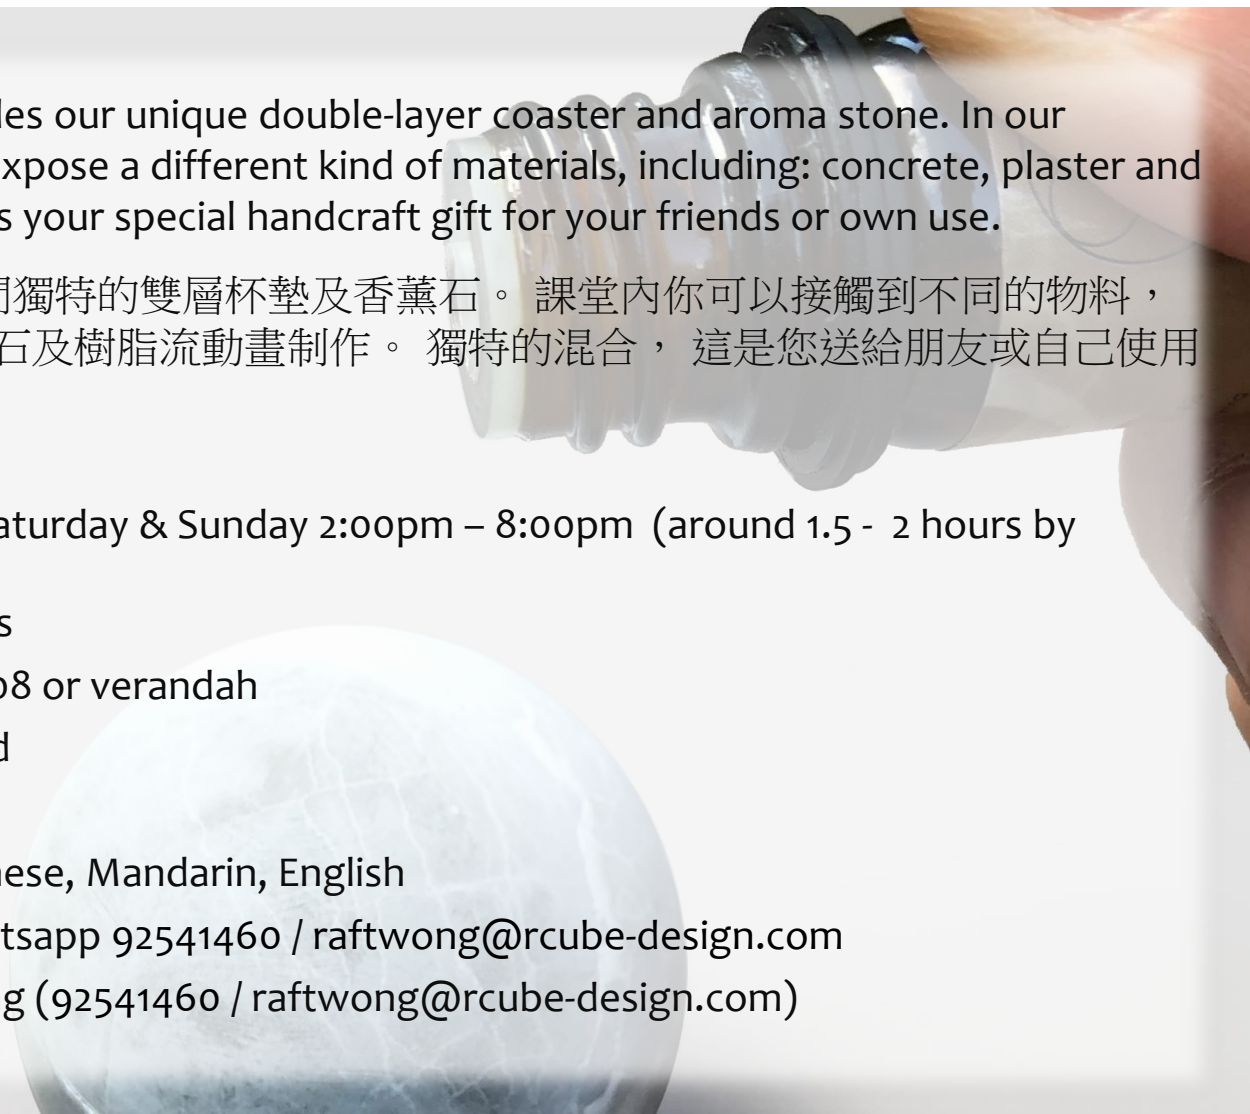 les our unique double-layer coaster and aroma stone. In our
xpose a different kind of materials, including: concrete, plaster and
s your special handcraft gift for your friends or own use.
獨特的雙層杯墊及香薰石。 課堂內你可以接觸到不同的物料，
石及樹脂流動畫制作。 獨特的混合， 這是您送給朋友或自己使用
aturday & Sunday 2:00pm – 8:00pm (around 1.5 - 2 hours by
s
08 or verandah
d
nese, Mandarin, English
tsapp 92541460 / raftwong@rcube-design.com
g (92541460 / raftwong@rcube-design.com)